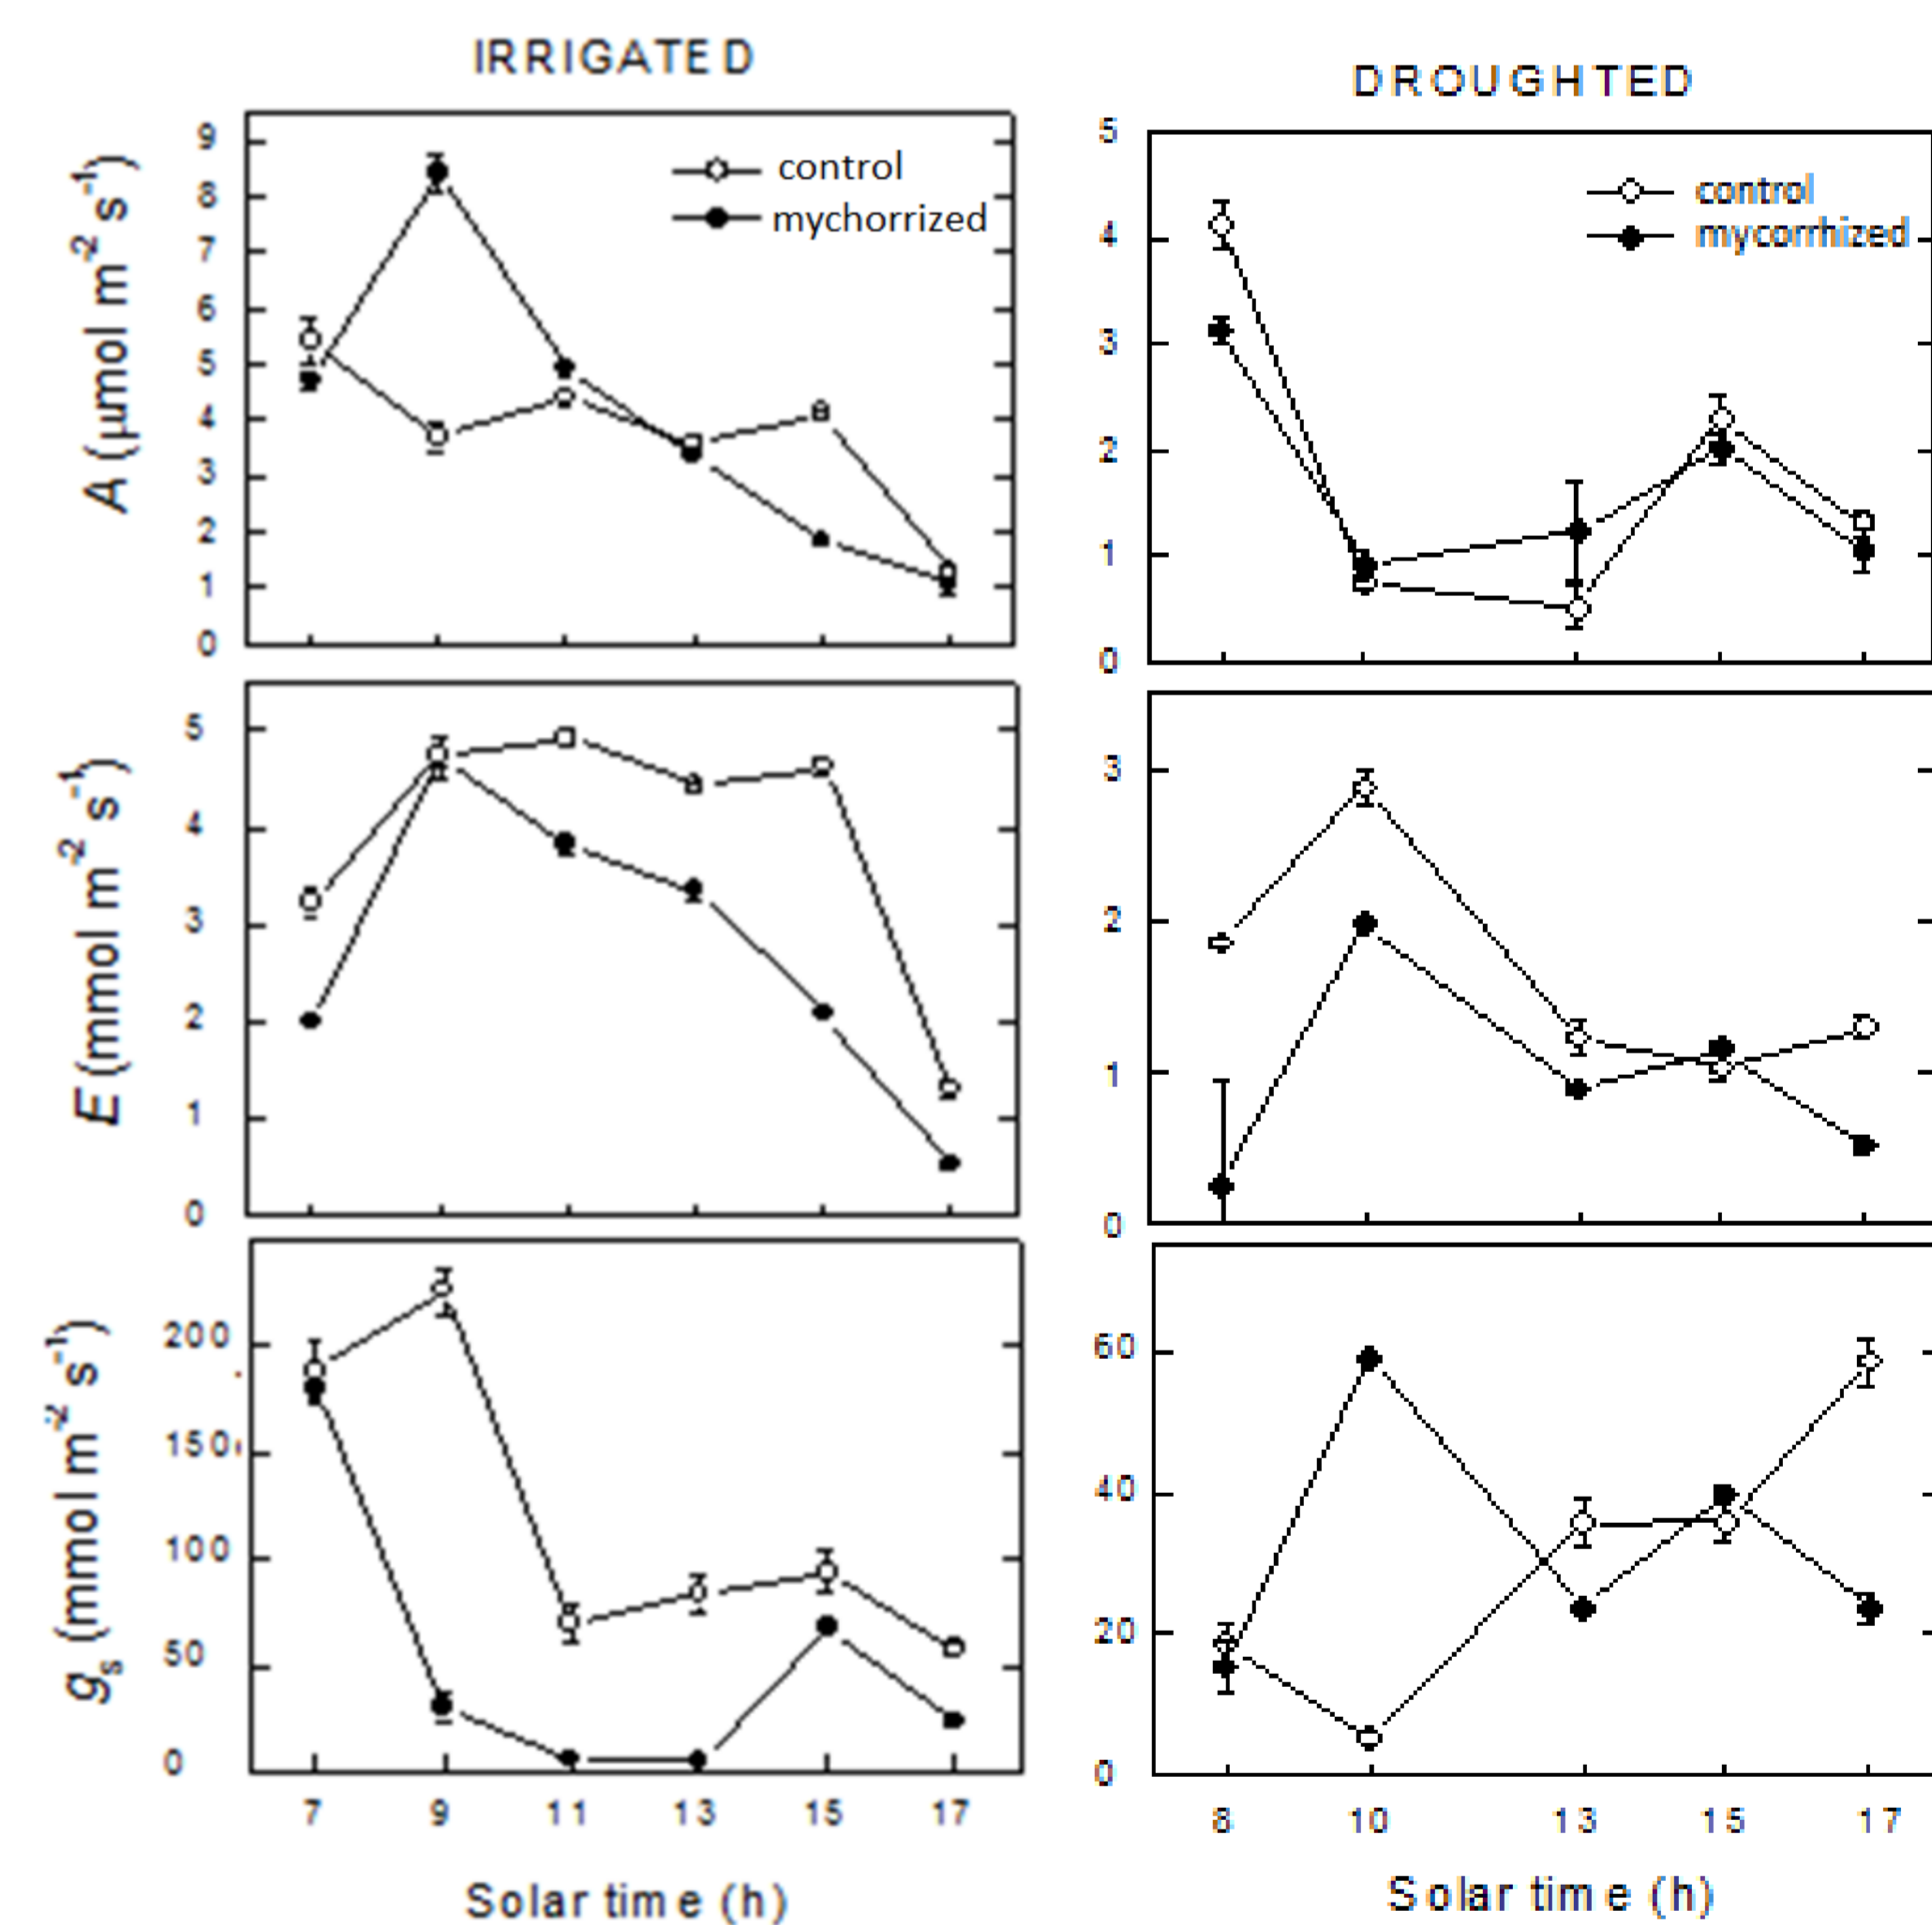 IRRIGATED
9
8
7
6
5
4
3
2
1
0
A (µmol m-2 s-1)
control
mychorrized
5
4
3
2
1
0
E (mmol m-2 s-1)
200
150
100
50
0
gs (mmol m-2 s-1)
7 9 11 13 15 17
Solar time (h)
DROUGHTED
5
4
3
2
1
0
control
mycorrhized
3
2
1
0
60
40
20
0
8 10 13 15 17
Solar time (h)